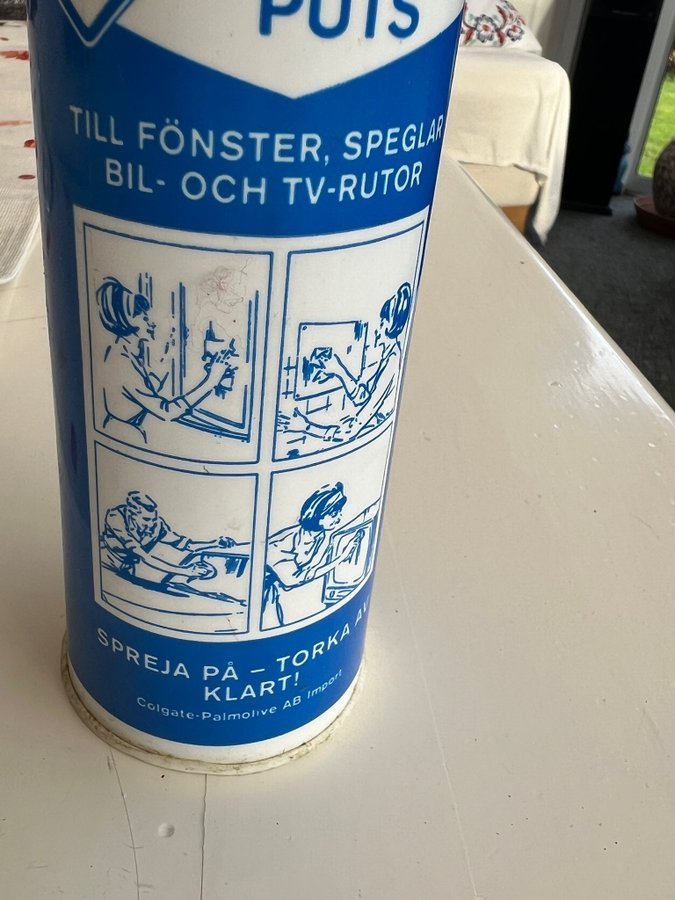 PUTS
TILL FÖNSTER, SPEGLAR
BIL- OCH TV-RUTOR
SPREJA PÅ – TORKA AV
KLART!
Colgate-Palmolive AB Import